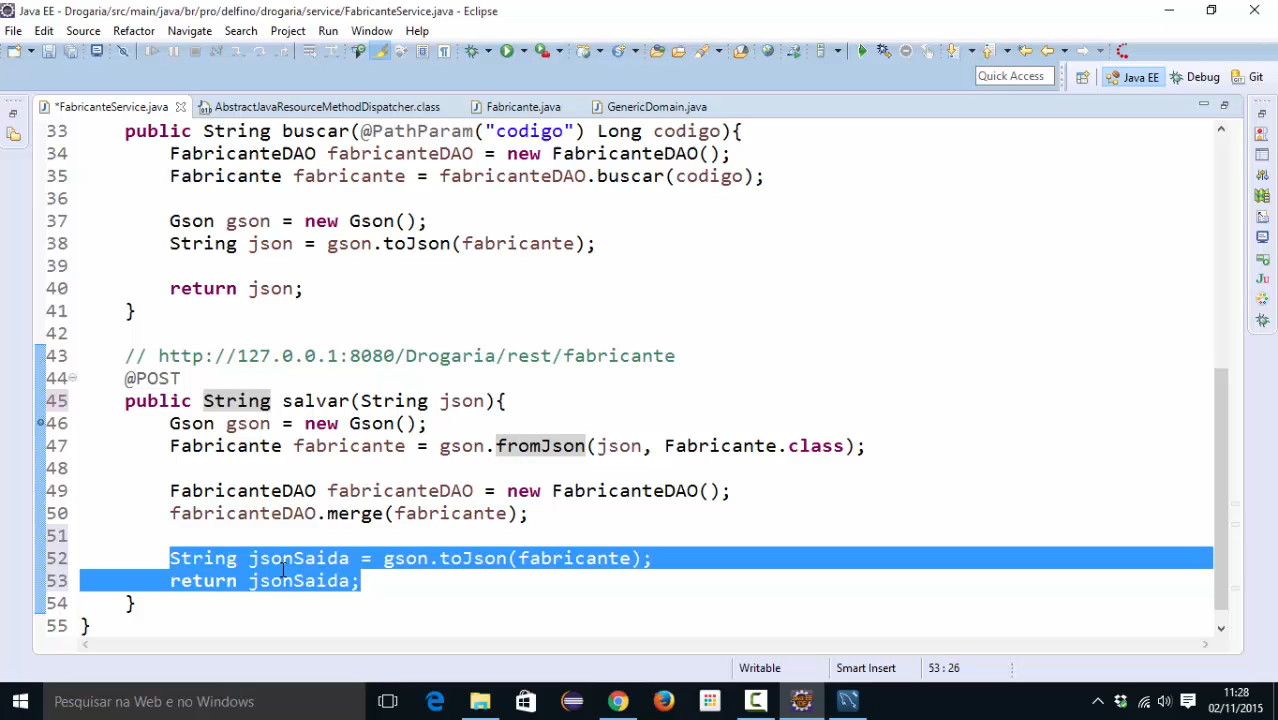 Java EE - Drogaria/src/main/java/br/pro/delfino/drogaria/service/FabricanteService.java - Eclipse
File Edit Source Refactor Navigate Search Project Run Window Help
Quick Access Java EE Debug Git
*FabricanteService.java AbstractJavaResourceMethodDispatcher.class Fabricante.java GenericDomain.java
33 public String buscar(@PathParam("codigo") Long codigo){
34 FabricanteDAO fabricanteDAO = new FabricanteDAO();
35 Fabricante fabricante = fabricanteDAO.buscar(codigo);
36
37 Gson gson = new Gson();
38 String json = gson.toJson(fabricante);
39
40 return json;
41 }
42
43 // http://127.0.0.1:8080/Drogaria/rest/fabricante
44 @POST
45 public String salvar(String json){
46 Gson gson = new Gson();
47 Fabricante fabricante = gson.fromJson(json, Fabricante.class);
48
49 FabricanteDAO fabricanteDAO = new FabricanteDAO();
50 fabricanteDAO.merge(fabricante);
51
52 String jsonSaida = gson.toJson(fabricante);
53 return jsonSaida;
54 }
55 }
Writable Smart Insert 53 : 26
Pesquisar na Web e no Windows
11:28
02/11/2015